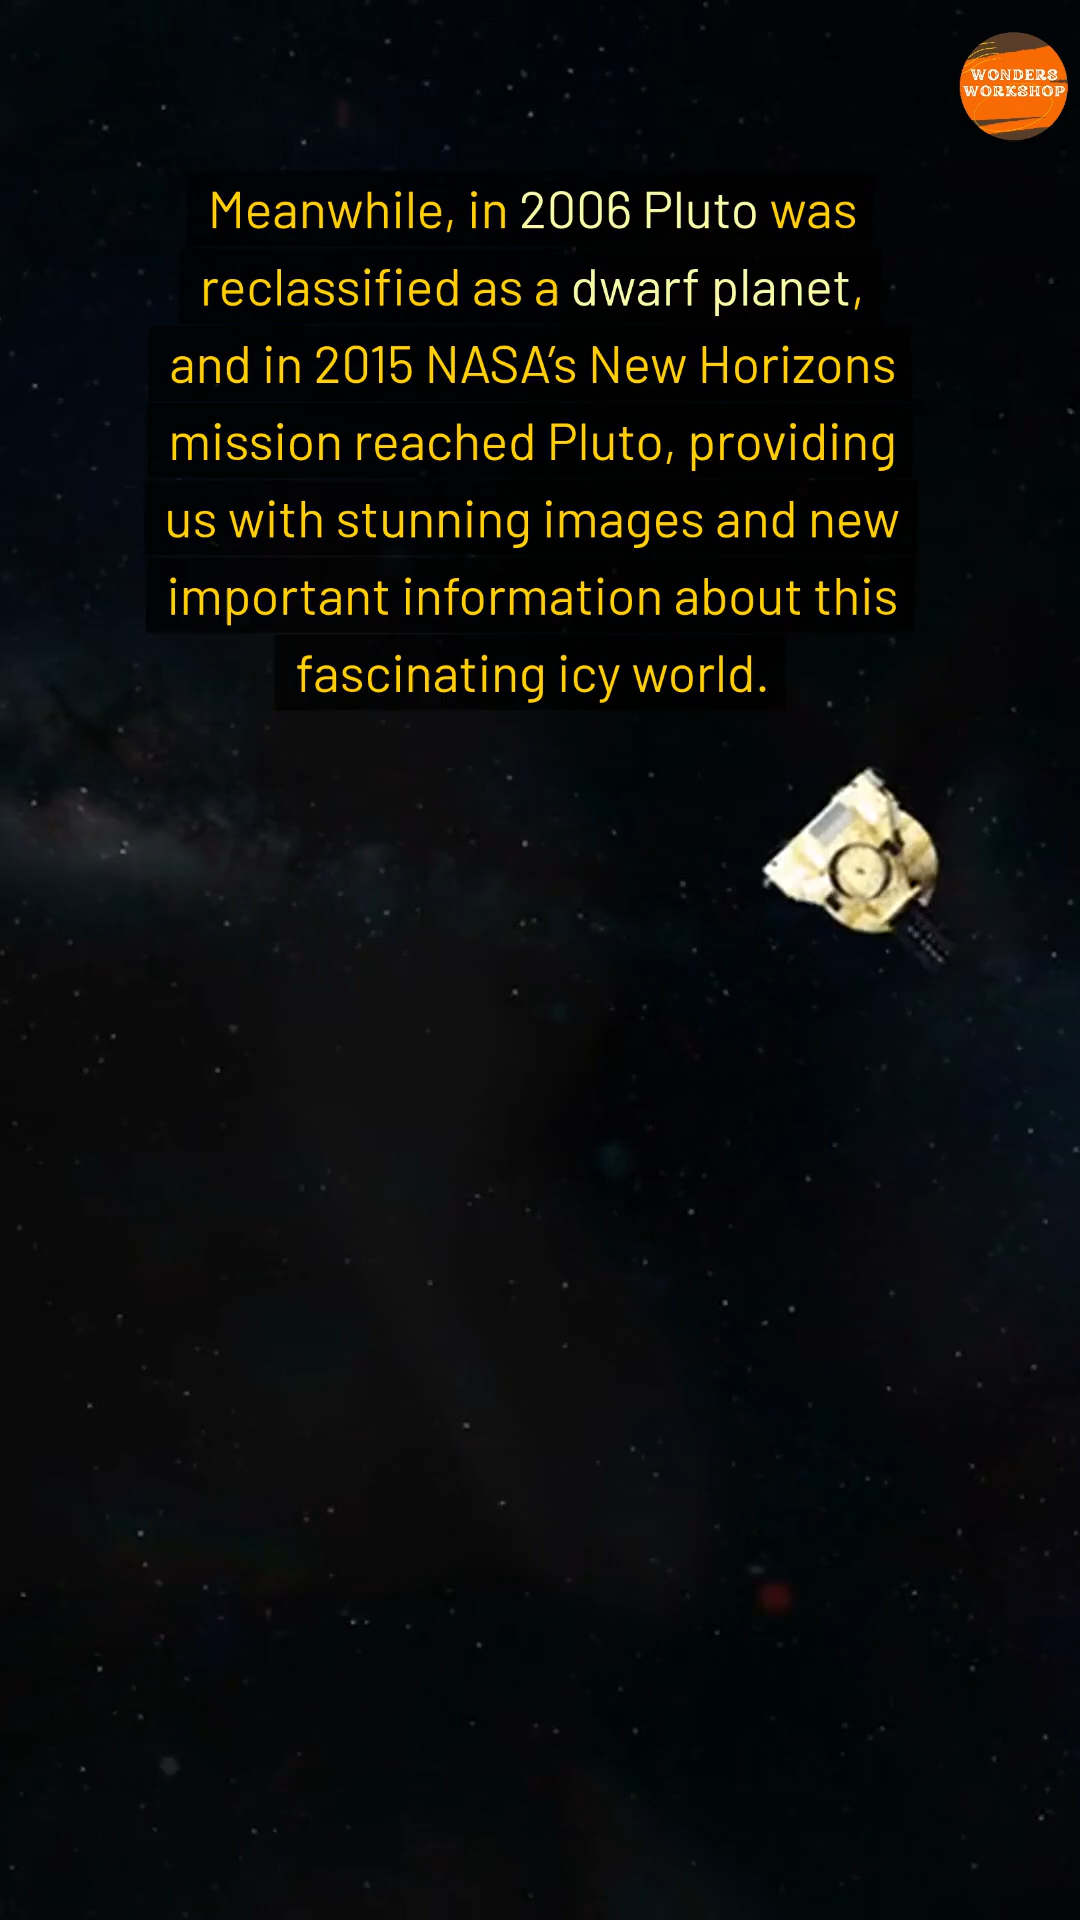 WONDERS
WORKSHOP
Meanwhile, in 2006 Pluto was
reclassified as a dwarf planet,
and in 2015 NASA’s New Horizons
mission reached Pluto, providing
us with stunning images and new
important information about this
fascinating icy world.